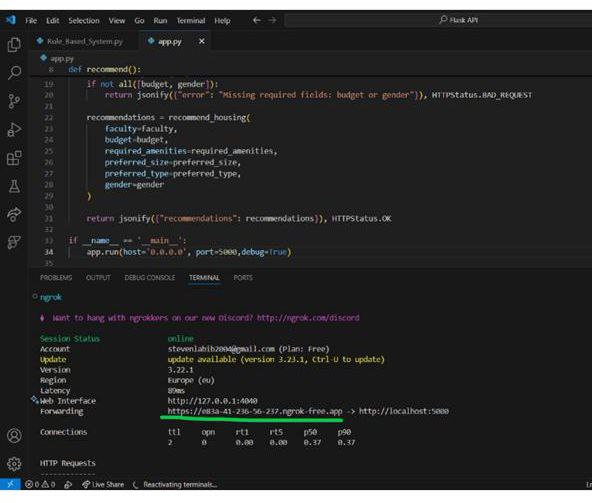 File Edit Selection View Go Run Terminal Help Flask API
Rule_Based_System.py app.py
app.py
8 def recommend():
19 if not all([budget, gender]):
20 return jsonify({"error": "Missing required fields: budget or gender"}), HTTPStatus.BAD_REQUEST
21
22 recommendations = recommend_housing(
23 faculty=faculty,
24 budget=budget,
25 required_amenities=required_amenities,
26 preferred_size=preferred_size,
27 preferred_type=preferred_type,
28 gender=gender
29 )
30
31 return jsonify({"recommendations": recommendations}), HTTPStatus.OK
32
33 if __name__ == '__main__':
34 app.run(host='0.0.0.0', port=5000,debug=True)
35
PROBLEMS OUTPUT DEBUG CONSOLE TERMINAL PORTS
ngrok
Want to hang with ngrokkers on our new Discord? http://ngrok.com/discord
Session Status online
Account stevenlabib2004@gmail.com (Plan: Free)
Update update available (version 3.23.1, Ctrl-U to update)
Version 3.22.1
Region Europe (eu)
Latency 89ms
Web Interface http://127.0.0.1:4040
Forwarding https://e83a-41-236-56-237.ngrok-free.app -> http://localhost:5000
Connections ttl opn rt1 rt5 p50 p90
2 0 0.00 0.00 0.37 0.37
HTTP Requests
-------------
0 0 Live Share Reactivating terminals...